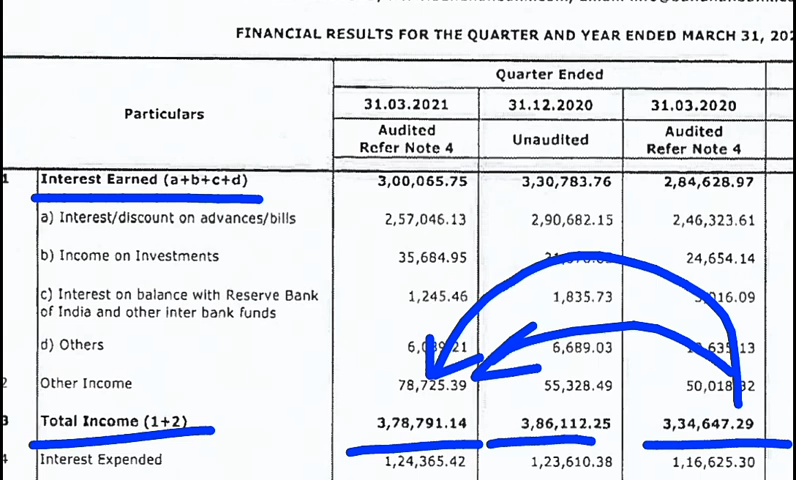 FINANCIAL RESULTS FOR THE QUARTER AND YEAR ENDED MARCH 31,
Particulars
Quarter Ended
31.03.2021 31.12.2020 31.03.2020
Audited Refer Note 4 Unaudited Audited Refer Note 4
1 Interest Earned (a+b+c+d) 3,00,065.75 3,30,783.76 2,84,628.97
a) Interest/discount on advances/bills 2,57,046.13 2,90,682.15 2,46,323.61
b) Income on Investments 35,684.95 24,654.14
c) Interest on balance with Reserve Bank
of India and other inter bank funds 1,245.46 1,835.73
d) Others 6,689.03
2 Other Income 78,725.39 55,328.49
3 Total Income (1+2) 3,78,791.14 3,86,112.25 3,34,647.29
4 Interest Expended 1,24,365.42 1,23,610.38 1,16,625.30